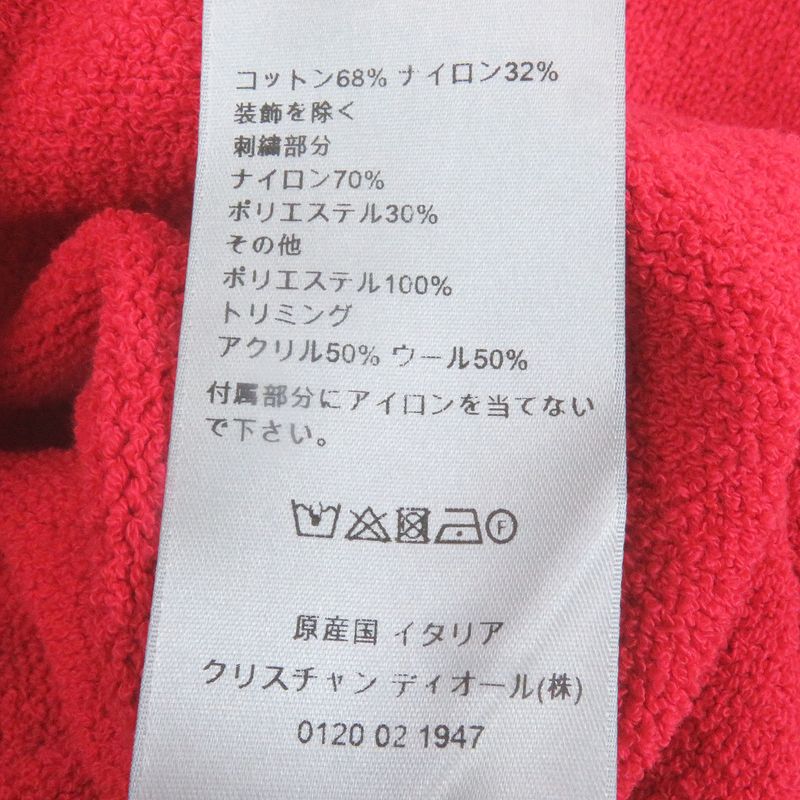 コットン68% ナイロン32%
装飾を除く
刺繍部分
ナイロン70%
ポリエステル30%
その他
ポリエステル100%
トリミング
アクリル50% ウール50%
付属部分にアイロンを当てない
で下さい。
F
原産国 イタリア
クリスチャン ディオール(株)
0120 02 1947